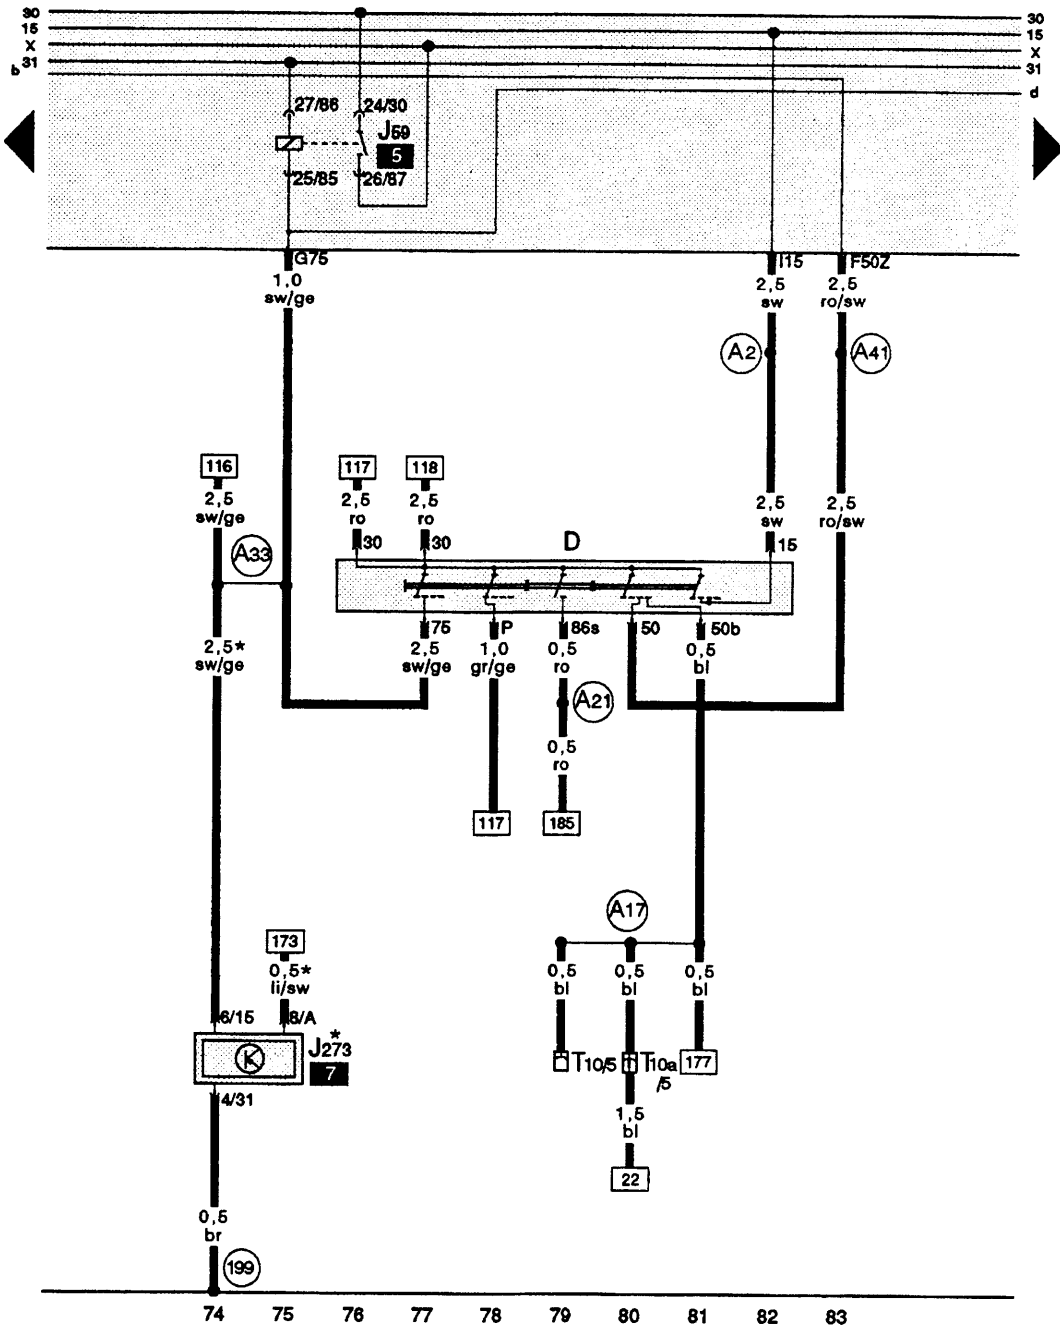 30 30
15 15
X X
31 31
b d
27/86 24/30
J59
5
25/85 26/87
G75 I15 F50Z
1,0 2,5 2,5
sw/ge sw ro/sw
A2 A41
116 117 118
2,5 2,5 2,5 2,5 2,5
sw/ge ro ro sw ro/sw
A33 30 30 D 15
75 P 86s 50 50b
2,5* 2,5 1,0 0,5 0,5
sw/ge sw/ge gr/ge ro bl
A21
0,5
ro
117 185
A17
173
0,5* 0,5 0,5 0,5
li/sw bl bl bl
6/15 8/A
J273*
7
T10/5 T10a/5 177
4/31
1,5
bl
22
0,5
br
199
74 75 76 77 78 79 80 81 82 83